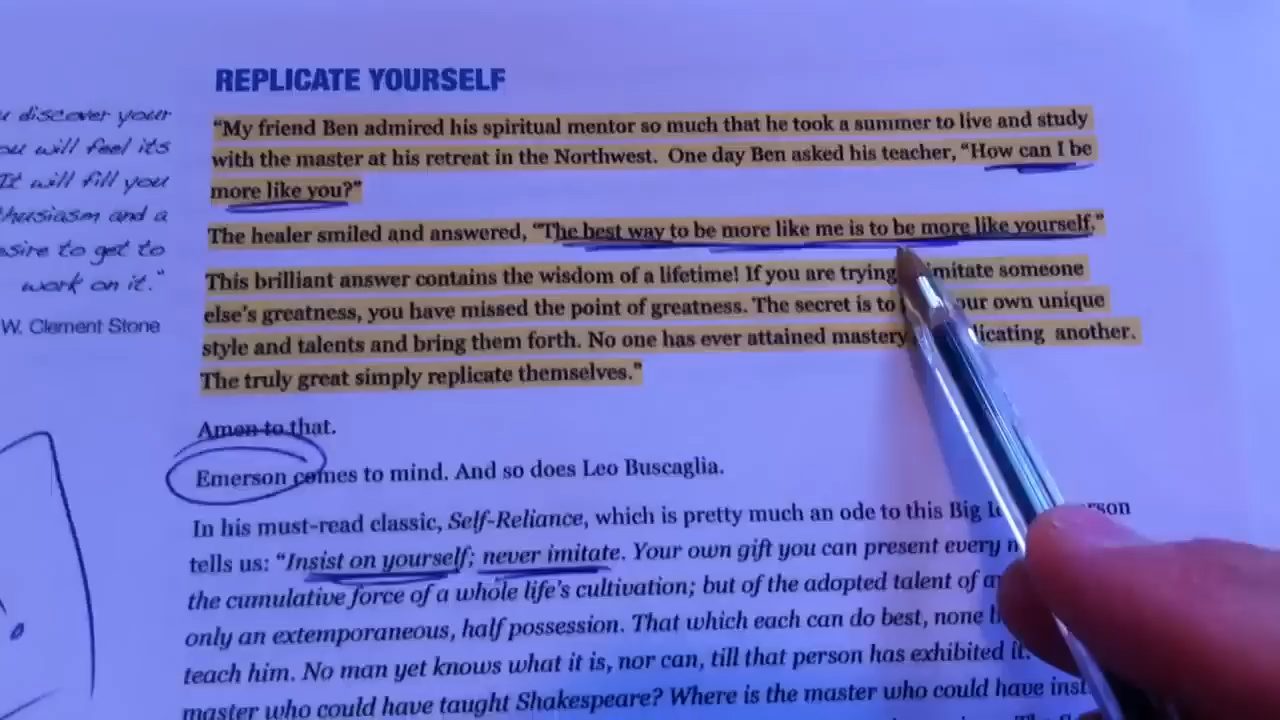 REPLICATE YOURSELF
u discover your
ou will feel its
It will fill you
thusiasm and a
sire to get to
work on it."
W. Clement Stone
“My friend Ben admired his spiritual mentor so much that he took a summer to live and study
with the master at his retreat in the Northwest. One day Ben asked his teacher, “How can I be
more like you?”
The healer smiled and answered, “The best way to be more like me is to be more like yourself.”
This brilliant answer contains the wisdom of a lifetime! If you are trying imitate someone
else’s greatness, you have missed the point of greatness. The secret is to our own unique
style and talents and bring them forth. No one has ever attained mastery licating another.
The truly great simply replicate themselves.”
Amen to that.
Emerson comes to mind. And so does Leo Buscaglia.
In his must-read classic, Self-Reliance, which is pretty much an ode to this Big rson
tells us: “Insist on yourself; never imitate. Your own gift you can present every
the cumulative force of a whole life’s cultivation; but of the adopted talent of
only an extemporaneous, half possession. That which each can do best, none
teach him. No man yet knows what it is, nor can, till that person has exhibited it.
master who could have taught Shakespeare? Where is the master who could have inst